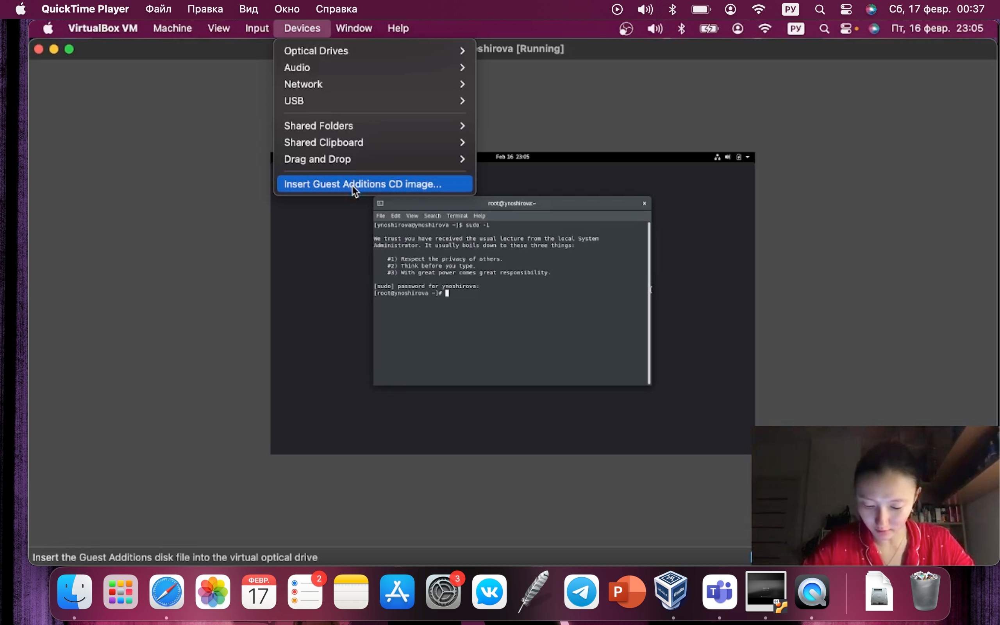 QuickTime Player Файл Правка Вид Окно Справка РУ Сб, 17 февр. 00:37
VirtualBox VM Machine View Input Devices Window Help РУ Пт, 16 февр. 23:05
shirova [Running]
Optical Drives
Audio
Network
USB
Shared Folders
Shared Clipboard
Drag and Drop
Insert Guest Additions CD image...
Feb 16 23:05
root@ynoshirova:~
File Edit View Search Terminal Help
[ynoshirova@ynoshirova ~]$ sudo -i
We trust you have received the usual lecture from the local System
Administrator. It usually boils down to these three things:
#1) Respect the privacy of others.
#2) Think before you type.
#3) With great power comes great responsibility.
[sudo] password for ynoshirova:
[root@ynoshirova ~]#
Insert the Guest Additions disk file into the virtual optical drive
ФЕВР.
17
2
3
P
VirtualBox
T
64